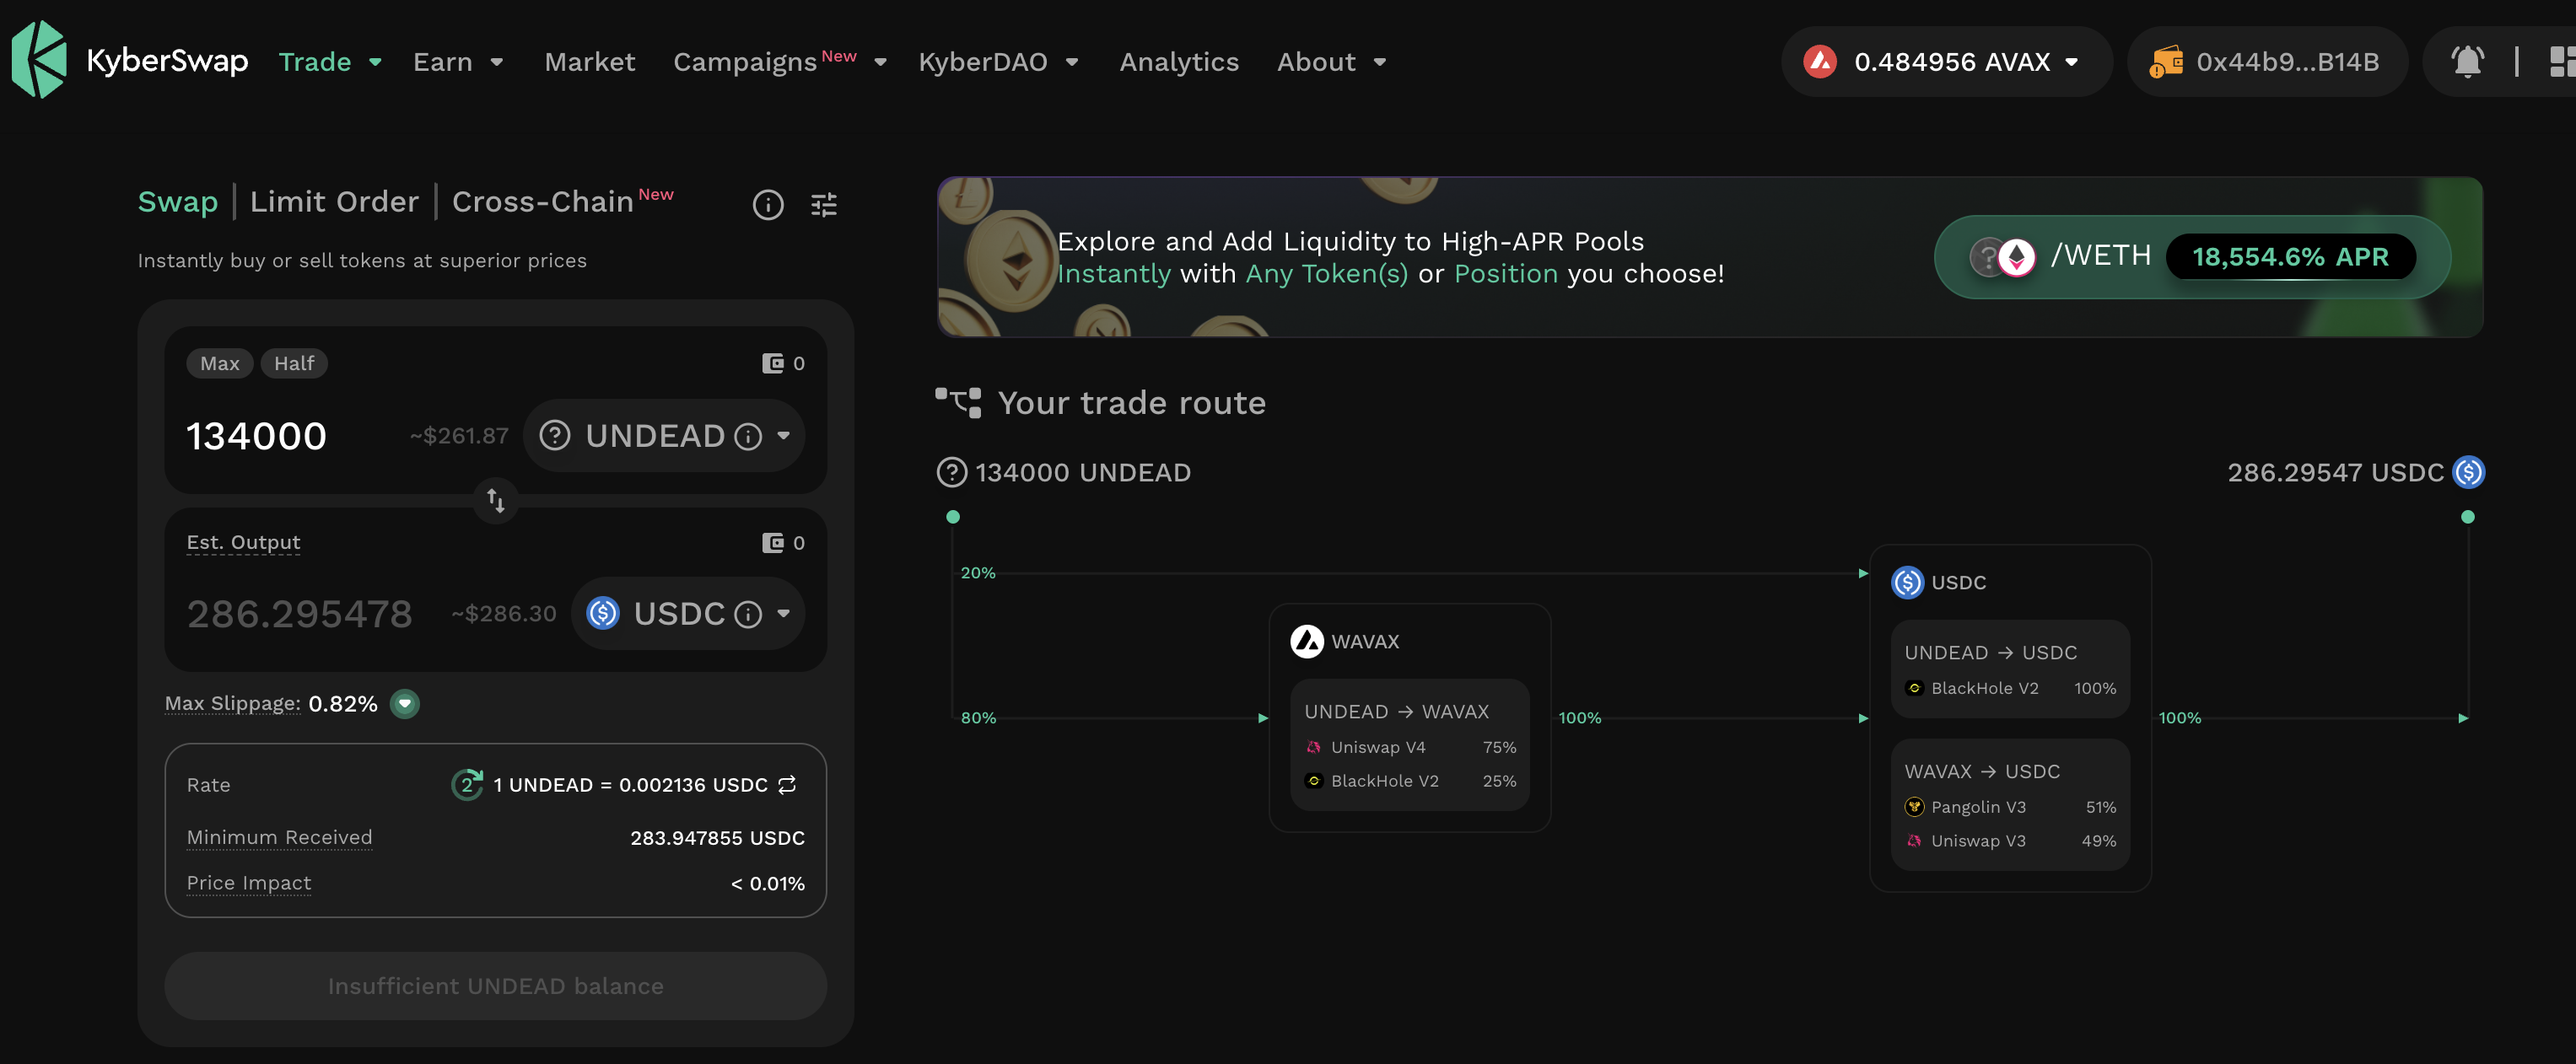 KyberSwap
Trade
Earn
Market
Campaigns New
KyberDAO
Analytics
About
0.484956 AVAX
0x44b9...B14B
Swap | Limit Order | Cross-Chain New
Instantly buy or sell tokens at superior prices
Max Half 0
134000 ~$261.87 UNDEAD
Est. Output 0
286.295478 ~$286.30 USDC
Max Slippage: 0.82%
Rate 2 1 UNDEAD = 0.002136 USDC
Minimum Received 283.947855 USDC
Price Impact < 0.01%
Insufficient UNDEAD balance
Explore and Add Liquidity to High-APR Pools
Instantly with Any Token(s) or Position you choose!
/WETH 18,554.6% APR
Your trade route
134000 UNDEAD 286.29547 USDC
20%
80%
WAVAX
UNDEAD → WAVAX
Uniswap V4 75%
BlackHole V2 25%
100%
USDC
UNDEAD → USDC
BlackHole V2 100%
WAVAX → USDC
Pangolin V3 51%
Uniswap V3 49%
100%